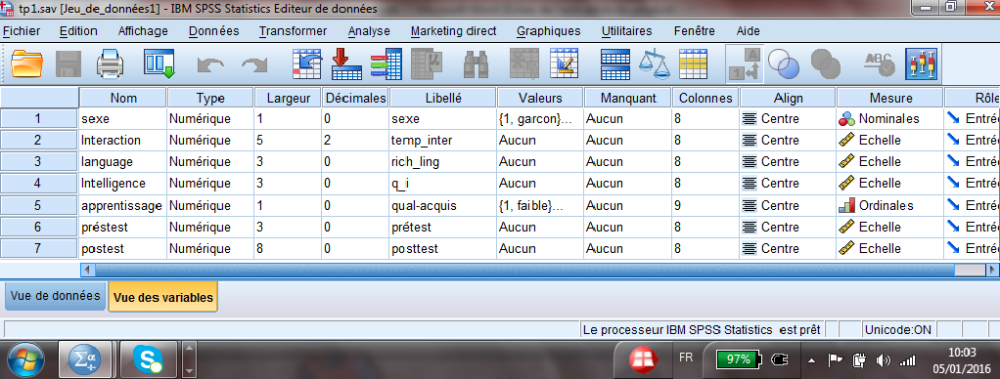 tp1.sav [Jeu_de_données1] - IBM SPSS Statistics Editeur de données
Fichier Edition Affichage Données Transformer Analyse Marketing direct Graphiques Utilitaires Fenêtre Aide
Nom Type Largeur Décimales Libellé Valeurs Manquant Colonnes Align Mesure Rôle
1 sexe Numérique 1 0 sexe {1, garcon}... Aucun 8 Centre Nominales Entrée
2 Interaction Numérique 5 2 temp_inter Aucun Aucun 8 Centre Echelle Entrée
3 language Numérique 3 0 rich_ling Aucun Aucun 8 Centre Echelle Entrée
4 Intelligence Numérique 3 0 q_i Aucun Aucun 8 Centre Echelle Entrée
5 apprentissage Numérique 1 0 qual-acquis {1, faible}... Aucun 9 Centre Ordinales Entrée
6 préstest Numérique 3 0 prétest Aucun Aucun 8 Centre Echelle Entrée
7 postest Numérique 8 0 posttest Aucun Aucun 8 Centre Echelle Entrée
Vue de données Vue des variables
Le processeur IBM SPSS Statistics est prêt Unicode:ON
FR 97% 10:03
05/01/2016